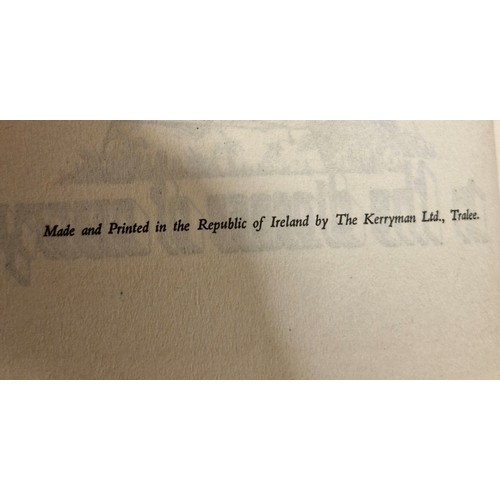 Made and Printed in the Republic of Ireland by The Kerryman Ltd., Tralee.